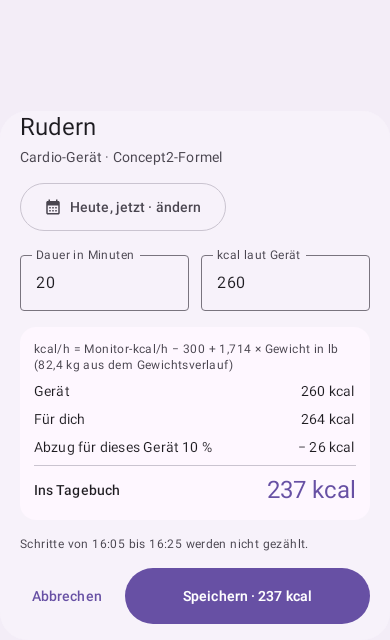 Rudern
Cardio-Gerät · Concept2-Formel
Heute, jetzt · ändern
Dauer in Minuten
20
kcal laut Gerät
260
kcal/h = Monitor-kcal/h − 300 + 1,714 × Gewicht in lb
(82,4 kg aus dem Gewichtsverlauf)
Gerät 260 kcal
Für dich 264 kcal
Abzug für dieses Gerät 10 % − 26 kcal
Ins Tagebuch 237 kcal
Schritte von 16:05 bis 16:25 werden nicht gezählt.
Abbrechen
Speichern · 237 kcal